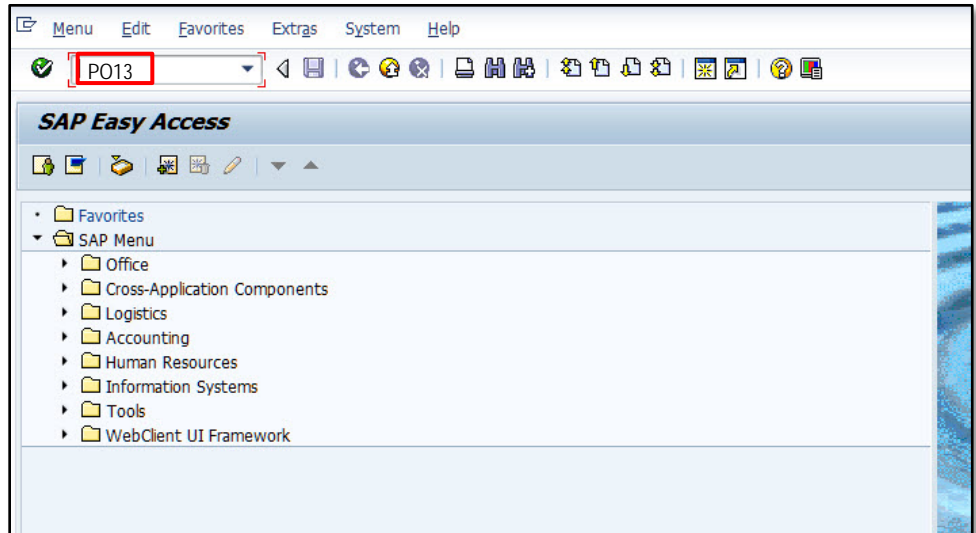 Menu Edit Favorites Extras System Help
PO13
SAP Easy Access
Favorites
SAP Menu
Office
Cross-Application Components
Logistics
Accounting
Human Resources
Information Systems
Tools
WebClient UI Framework